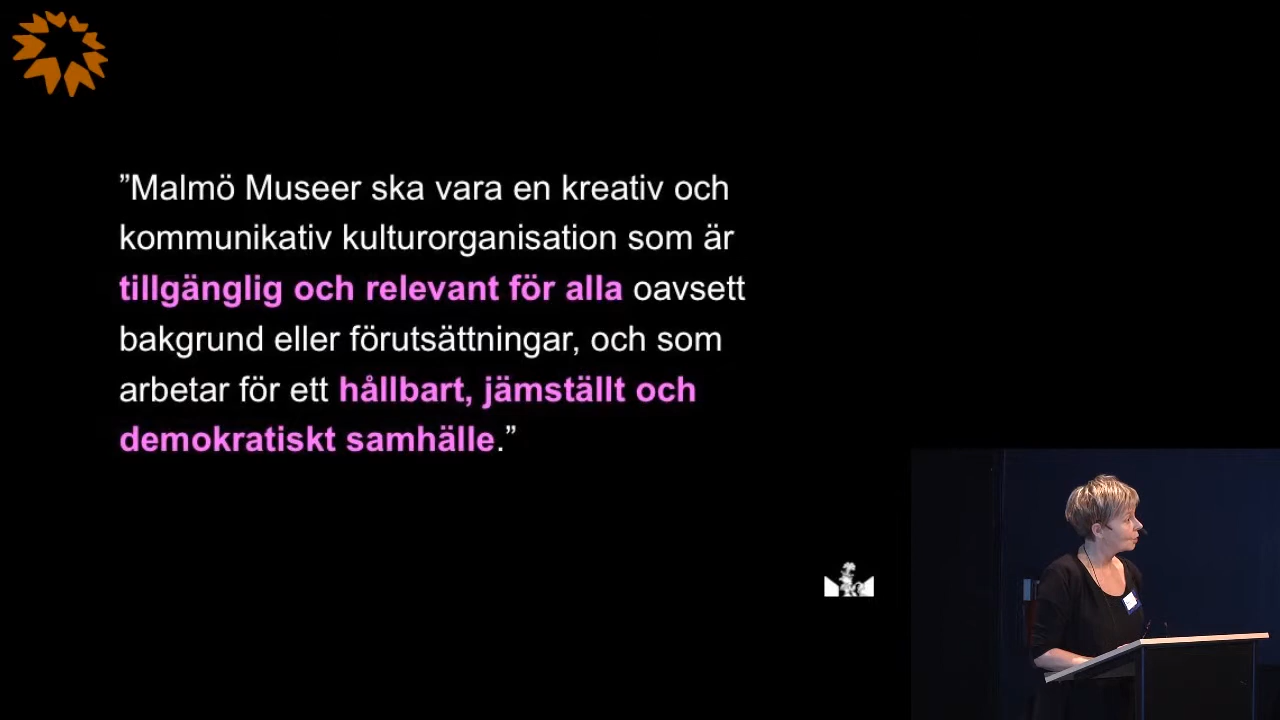 ”Malmö Museer ska vara en kreativ och
kommunikativ kulturorganisation som är
tillgänglig och relevant för alla oavsett
bakgrund eller förutsättningar, och som
arbetar för ett hållbart, jämställt och
demokratiskt samhälle.”